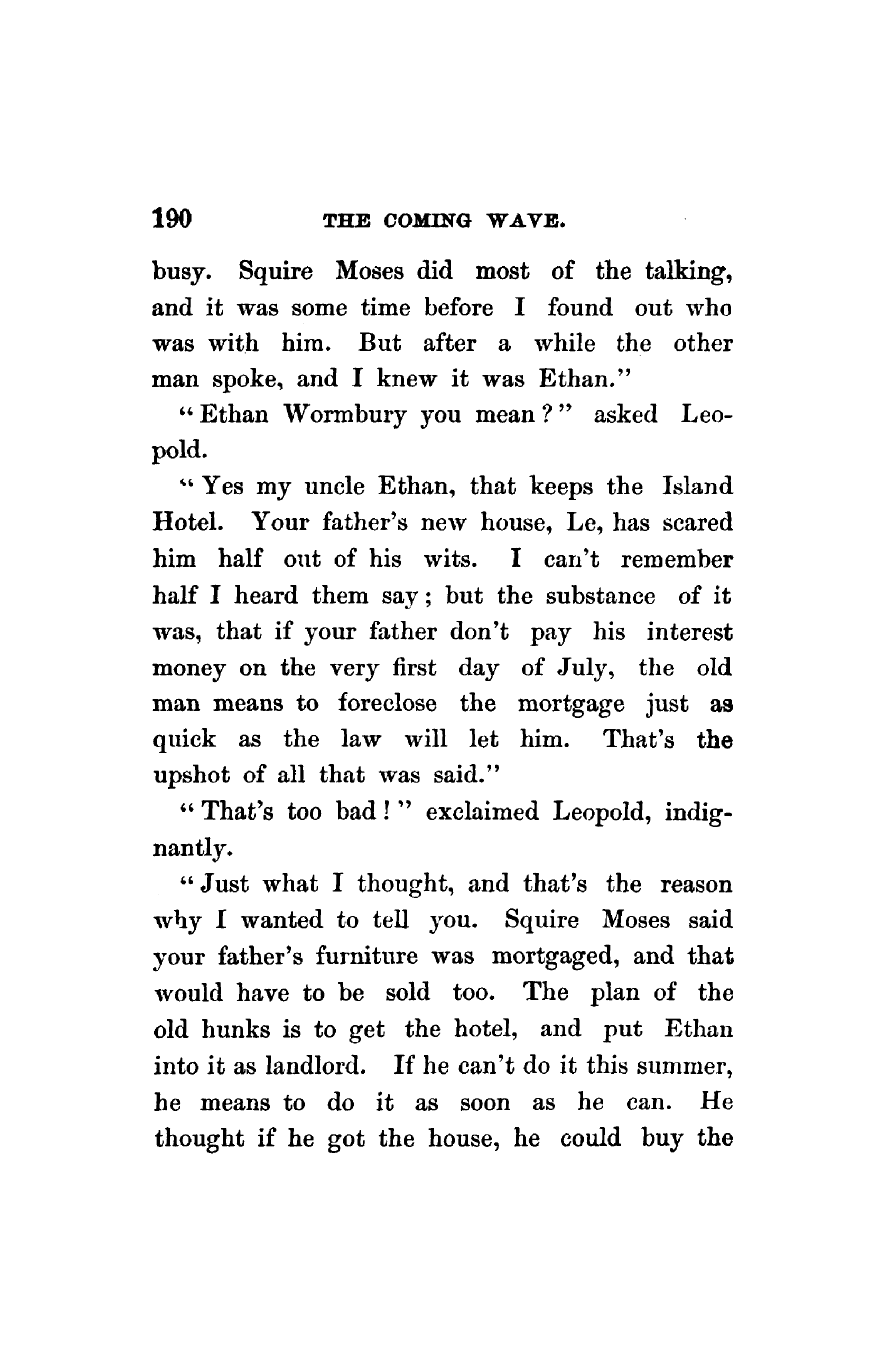 190 THE COMING WAVE.
busy. Squire Moses did most of the talking,
and it was some time before I found out who
was with him. But after a while the other
man spoke, and I knew it was Ethan."
"Ethan Wormbury you mean?" asked Leo-
pold.
"Yes my uncle Ethan, that keeps the Island
Hotel. Your father's new house, Le, has scared
him half out of his wits. I can't remember
half I heard them say; but the substance of it
was, that if your father don't pay his interest
money on the very first day of July, the old
man means to foreclose the mortgage just as
quick as the law will let him. That's the
upshot of all that was said."
"That's too bad!" exclaimed Leopold, indig-
nantly.
"Just what I thought, and that's the reason
why I wanted to tell you. Squire Moses said
your father's furniture was mortgaged, and that
would have to be sold too. The plan of the
old hunks is to get the hotel, and put Ethan
into it as landlord. If he can't do it this summer,
he means to do it as soon as he can. He
thought if he got the house, he could buy the